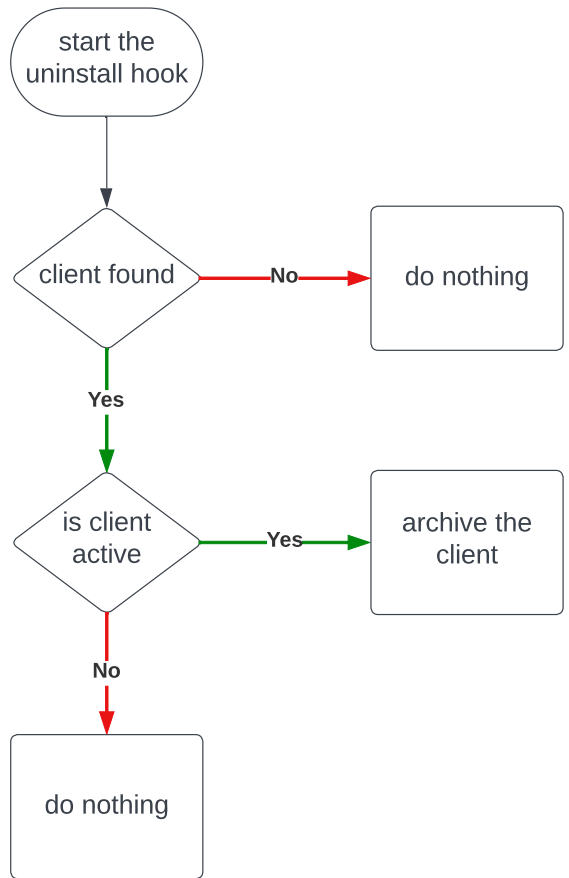 start the
uninstall hook
client found
No
do nothing
Yes
is client
active
Yes
archive the
client
No
do nothing